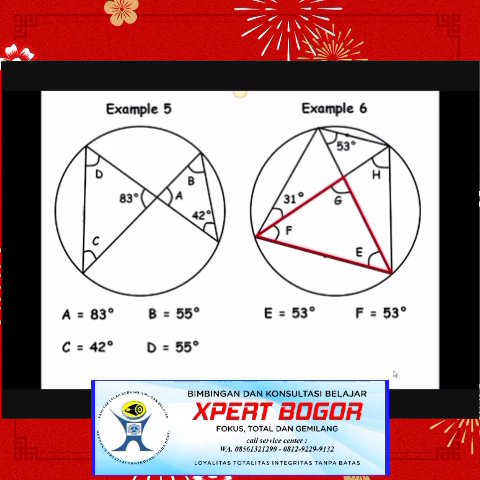 Example 5
Example 6
D
B
83°
A
42°
C
53°
H
31°
G
F
E
A = 83°
B = 55°
E = 53°
F = 53°
C = 42°
D = 55°
BIMBINGAN DAN KONSULTASI BELAJAR
XPERT BOGOR
FOKUS, TOTAL DAN GEMILANG
call service center :
WA. 08561321290 - 0812-9229-9132
LOYALITAS TOTALITAS INTEGRITAS TANPA BATAS